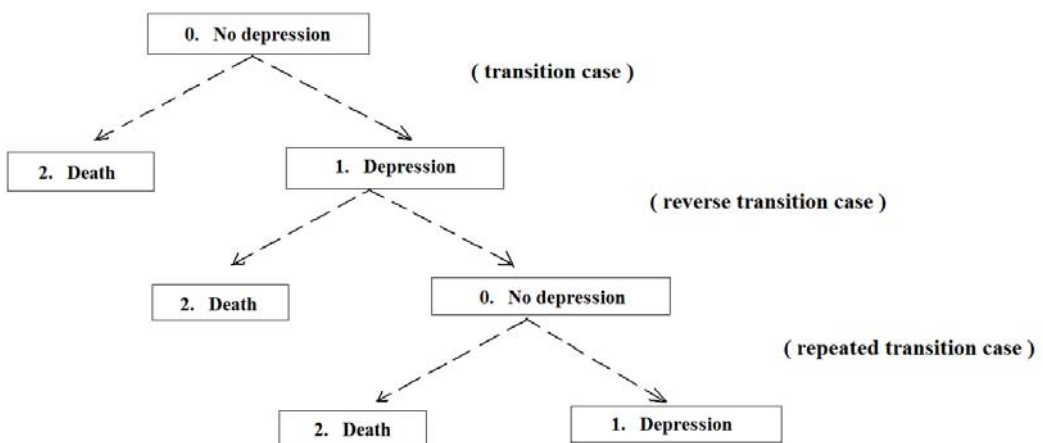 0. No depression
( transition case )
2. Death
1. Depression
( reverse transition case )
2. Death
0. No depression
( repeated transition case )
2. Death
1. Depression